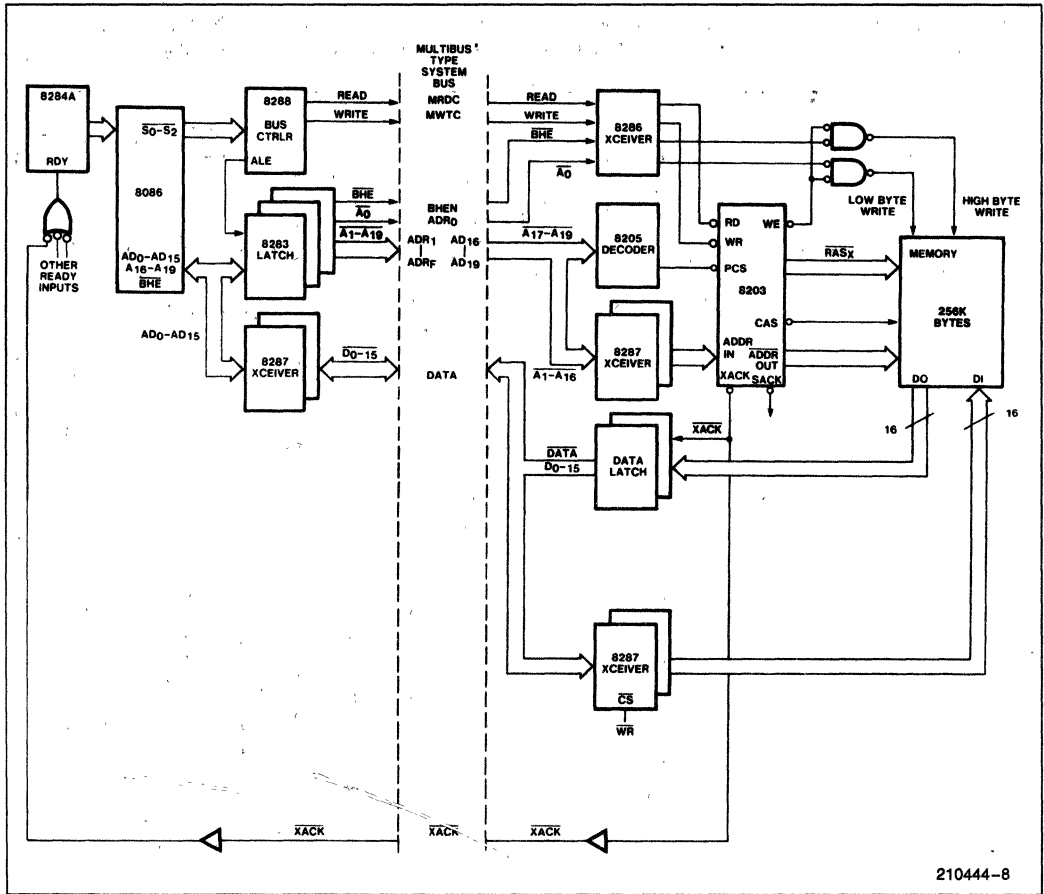 MULTIBUS*
TYPE
SYSTEM
BUS
8284A
RDY
OTHER
READY
INPUTS
S0-S2
8086
AD0-AD15
A16-A19
BHE
8288
BUS
CTRLR
ALE
READ
WRITE
MRDC
MWTC
BHE
A0
A1-A19
8283
LATCH
AD0-AD15
8287
XCEIVER
D0-15
BHEN
ADR0
ADR1
ADRF
AD16
AD19
DATA
READ
WRITE
BHE
A0
8286
XCEIVER
A17-A19
8205
DECODER
8287
XCEIVER
A1-A16
RD
WR
PCS
8203
ADDR
IN
XACK
WE
CAS
ADDR
OUT
SACK
RASX
LOW BYTE
WRITE
HIGH BYTE
WRITE
MEMORY
256K
BYTES
DO
DI
16
16
XACK
DATA
D0-15
DATA
LATCH
8287
XCEIVER
CS
WR
XACK
XACK
XACK
210444-8